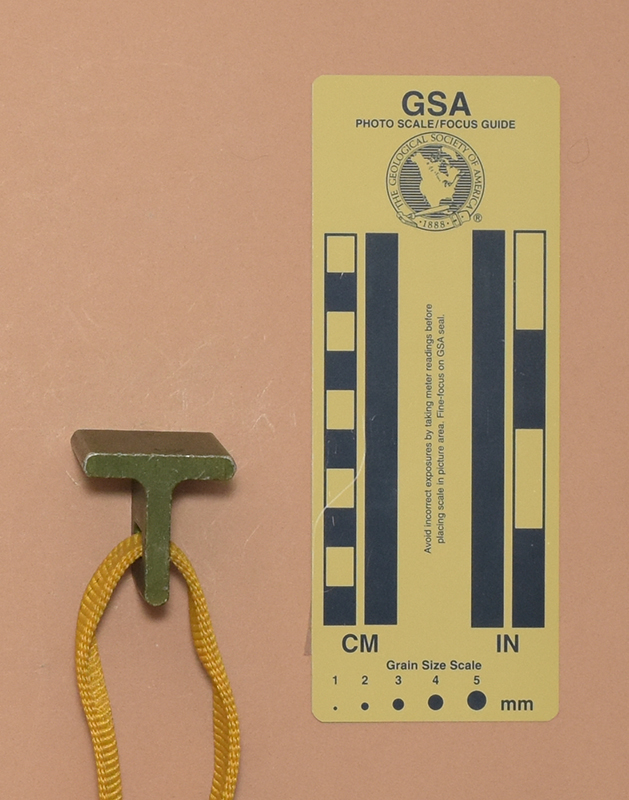 GSA
PHOTO SCALE/FOCUS GUIDE
THE GEOLOGICAL SOCIETY OF AMERICA
·1888·
®
Avoid incorrect exposures by taking meter readings before
placing scale in picture area. Fine-focus on GSA seal.
CM
IN
Grain Size Scale
1 2 3 4 5
mm